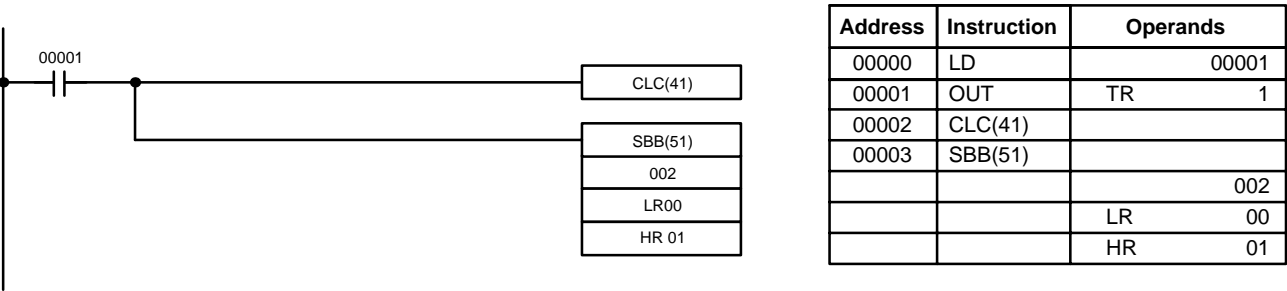 00001
CLC(41)
SBB(51)
002
LR00
HR 01
Address Instruction Operands
00000 LD 00001
00001 OUT TR 1
00002 CLC(41)
00003 SBB(51)
002
LR 00
HR 01